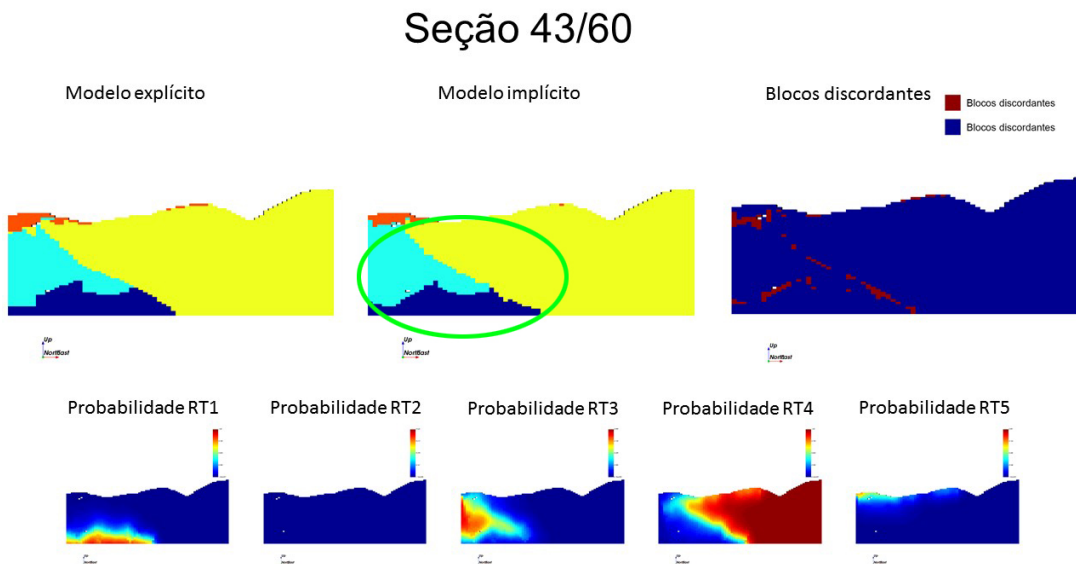 Seção 43/60
Modelo explícito
Modelo implícito
Blocos discordantes
Blocos discordantes
Blocos discordantes
Up
NorthEast
Up
NorthEast
Up
NorthEast
Probabilidade RT1
Probabilidade RT2
Probabilidade RT3
Probabilidade RT4
Probabilidade RT5